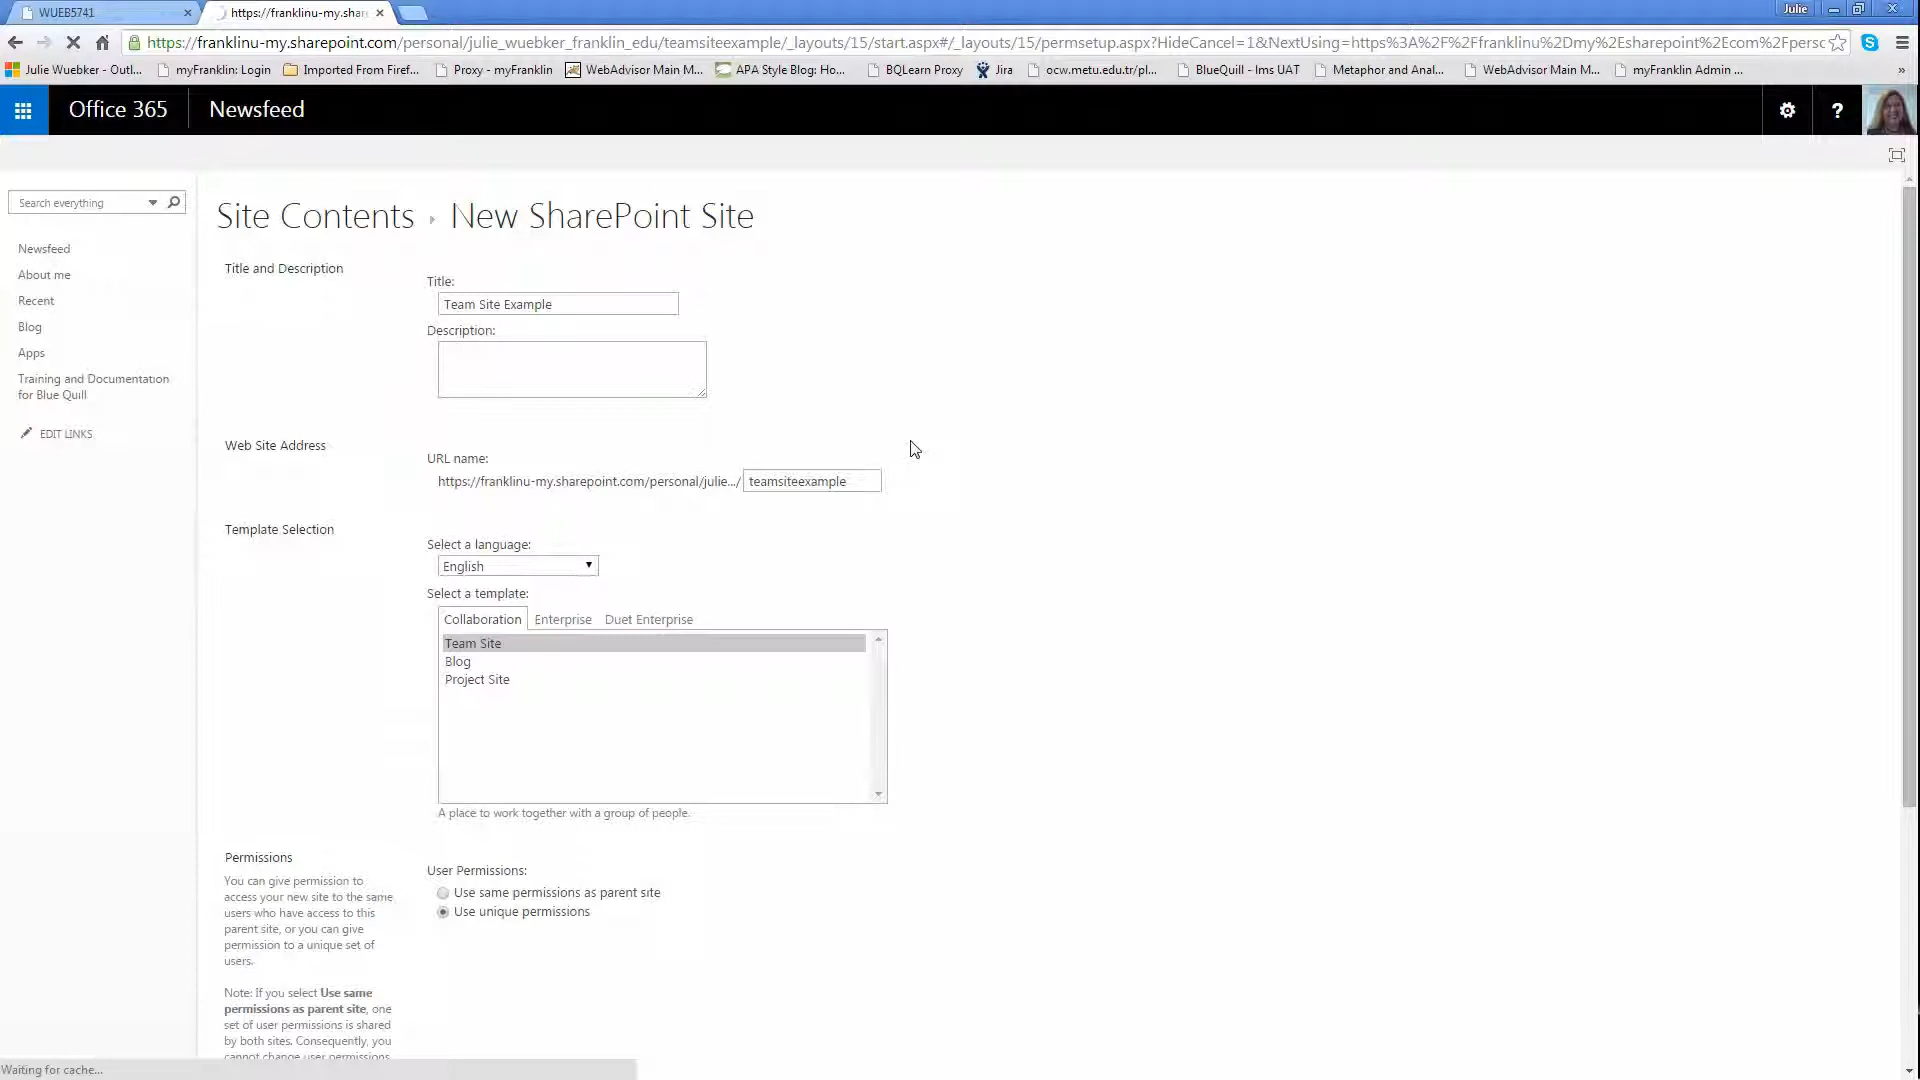 WUEB5741
https://franklinu-my.shar
Julie
https://franklinu-my.sharepoint.com/personal/julie_wuebker_franklin_edu/teamsiteexample/_layouts/15/start.aspx#/_layouts/15/permsetup.aspx?HideCancel=1&NextUsing=https%3A%2F%2Ffranklinu%2Dmy%2Esharepoint%2Ecom%2Fpersc
Julie Wuebker - Outl... myFranklin: Login Imported From Firef... Proxy - myFranklin WebAdvisor Main M... APA Style Blog: Ho... BQLearn Proxy Jira ocw.metu.edu.tr/pl... BlueQuill - lms UAT Metaphor and Anal... WebAdvisor Main M... myFranklin Admin ... »
Office 365 Newsfeed ?
Search everything
Newsfeed
About me
Recent
Blog
Apps
Training and Documentation
for Blue Quill
EDIT LINKS
Site Contents New SharePoint Site
Title and Description
Title:
Team Site Example
Description:
Web Site Address
URL name:
https://franklinu-my.sharepoint.com/personal/julie.../ teamsiteexample
Template Selection
Select a language:
English
Select a template:
Collaboration Enterprise Duet Enterprise
Team Site
Blog
Project Site
A place to work together with a group of people.
Permissions
You can give permission to
access your new site to the same
users who have access to this
parent site, or you can give
permission to a unique set of
users.
Note: If you select Use same
permissions as parent site, one
set of user permissions is shared
by both sites. Consequently, you
cannot change user permissions
User Permissions:
Use same permissions as parent site
Use unique permissions
Waiting for cache...